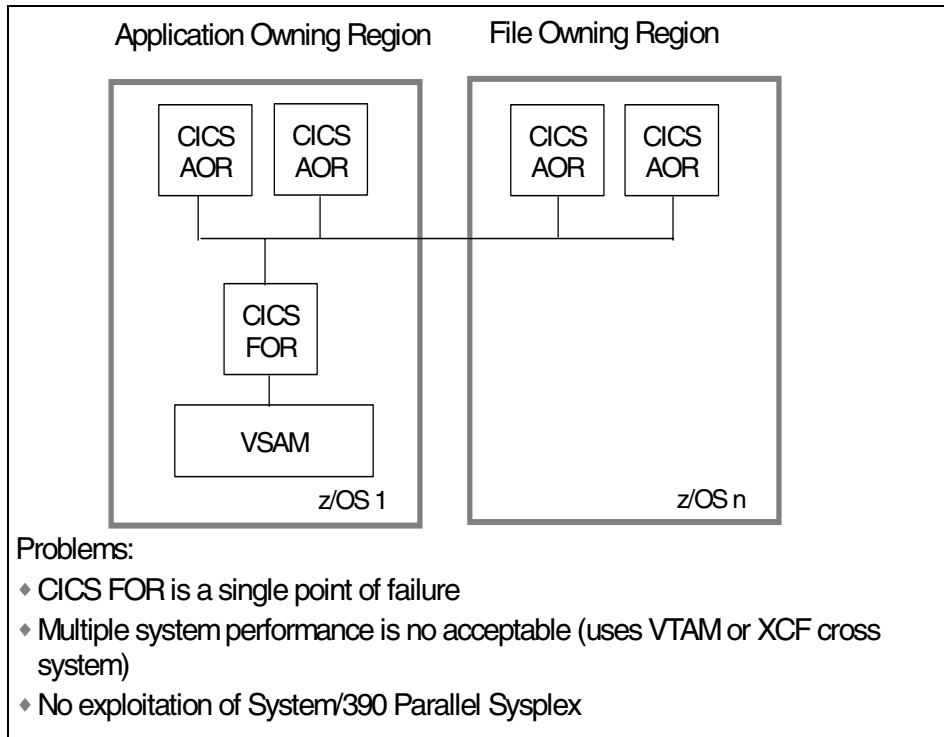 Application Owning Region
File Owning Region
CICS
AOR
CICS
AOR
CICS
AOR
CICS
AOR
CICS
FOR
VSAM
z/OS 1
z/OS n
Problems:
◆ CICS FOR is a single point of failure
◆ Multiple system performance is no acceptable (uses VTAM or XCF cross
system)
◆ No exploitation of System/390 Parallel Sysplex